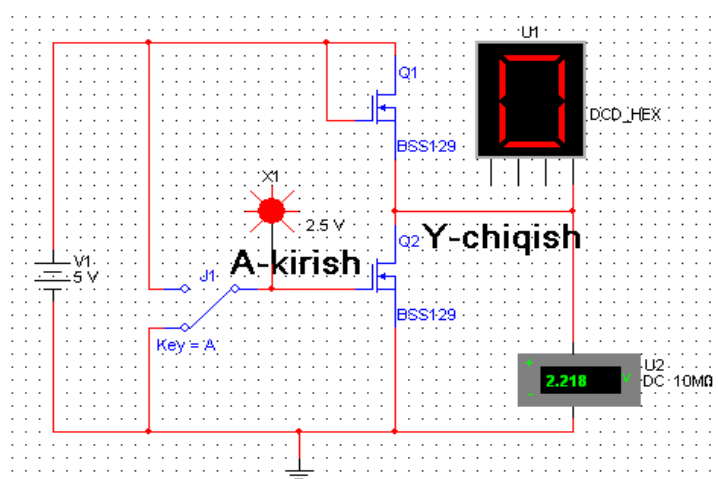 U1
Q1
DCD_HEX
BSS129
X1
2.5 V
Q2
Y-chiqish
A-kirish
V1
5 V
J1
BSS129
Key = A
U2
+
2.218 V
DC 10MΩ
-